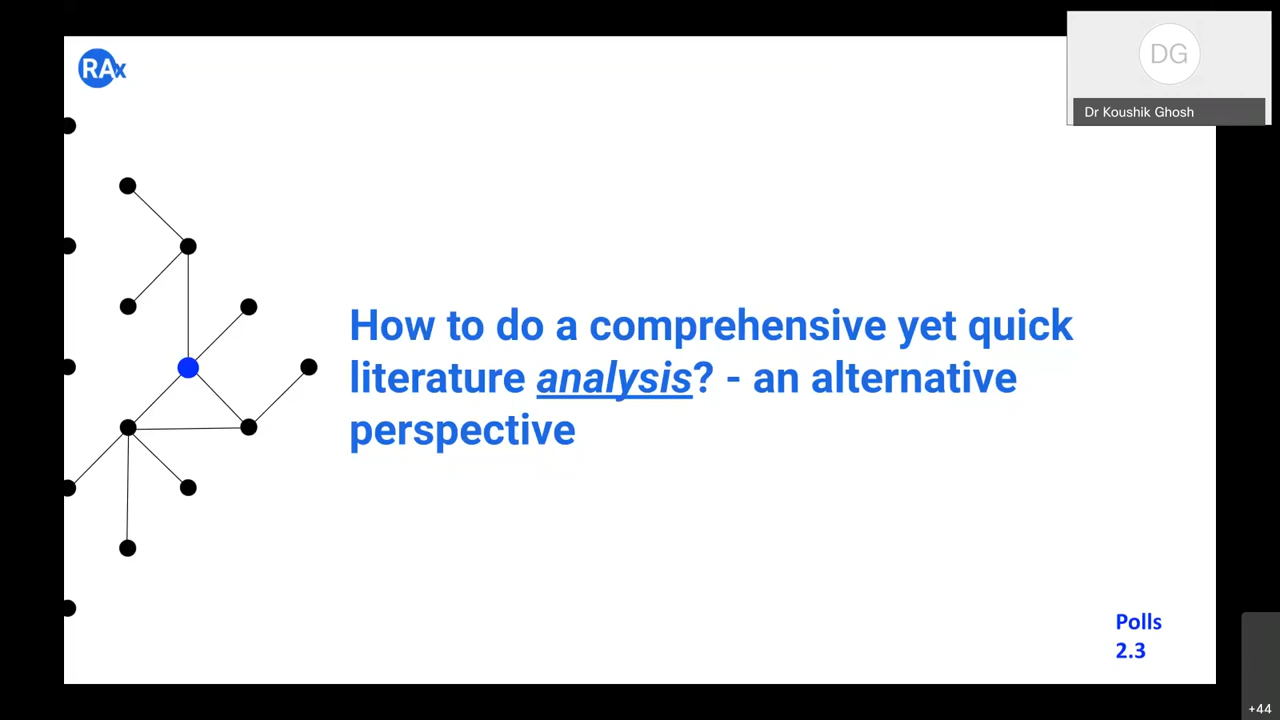 RAx
DG
Dr Koushik Ghosh
How to do a comprehensive yet quick
literature analysis? - an alternative
perspective
Polls
2.3
+44